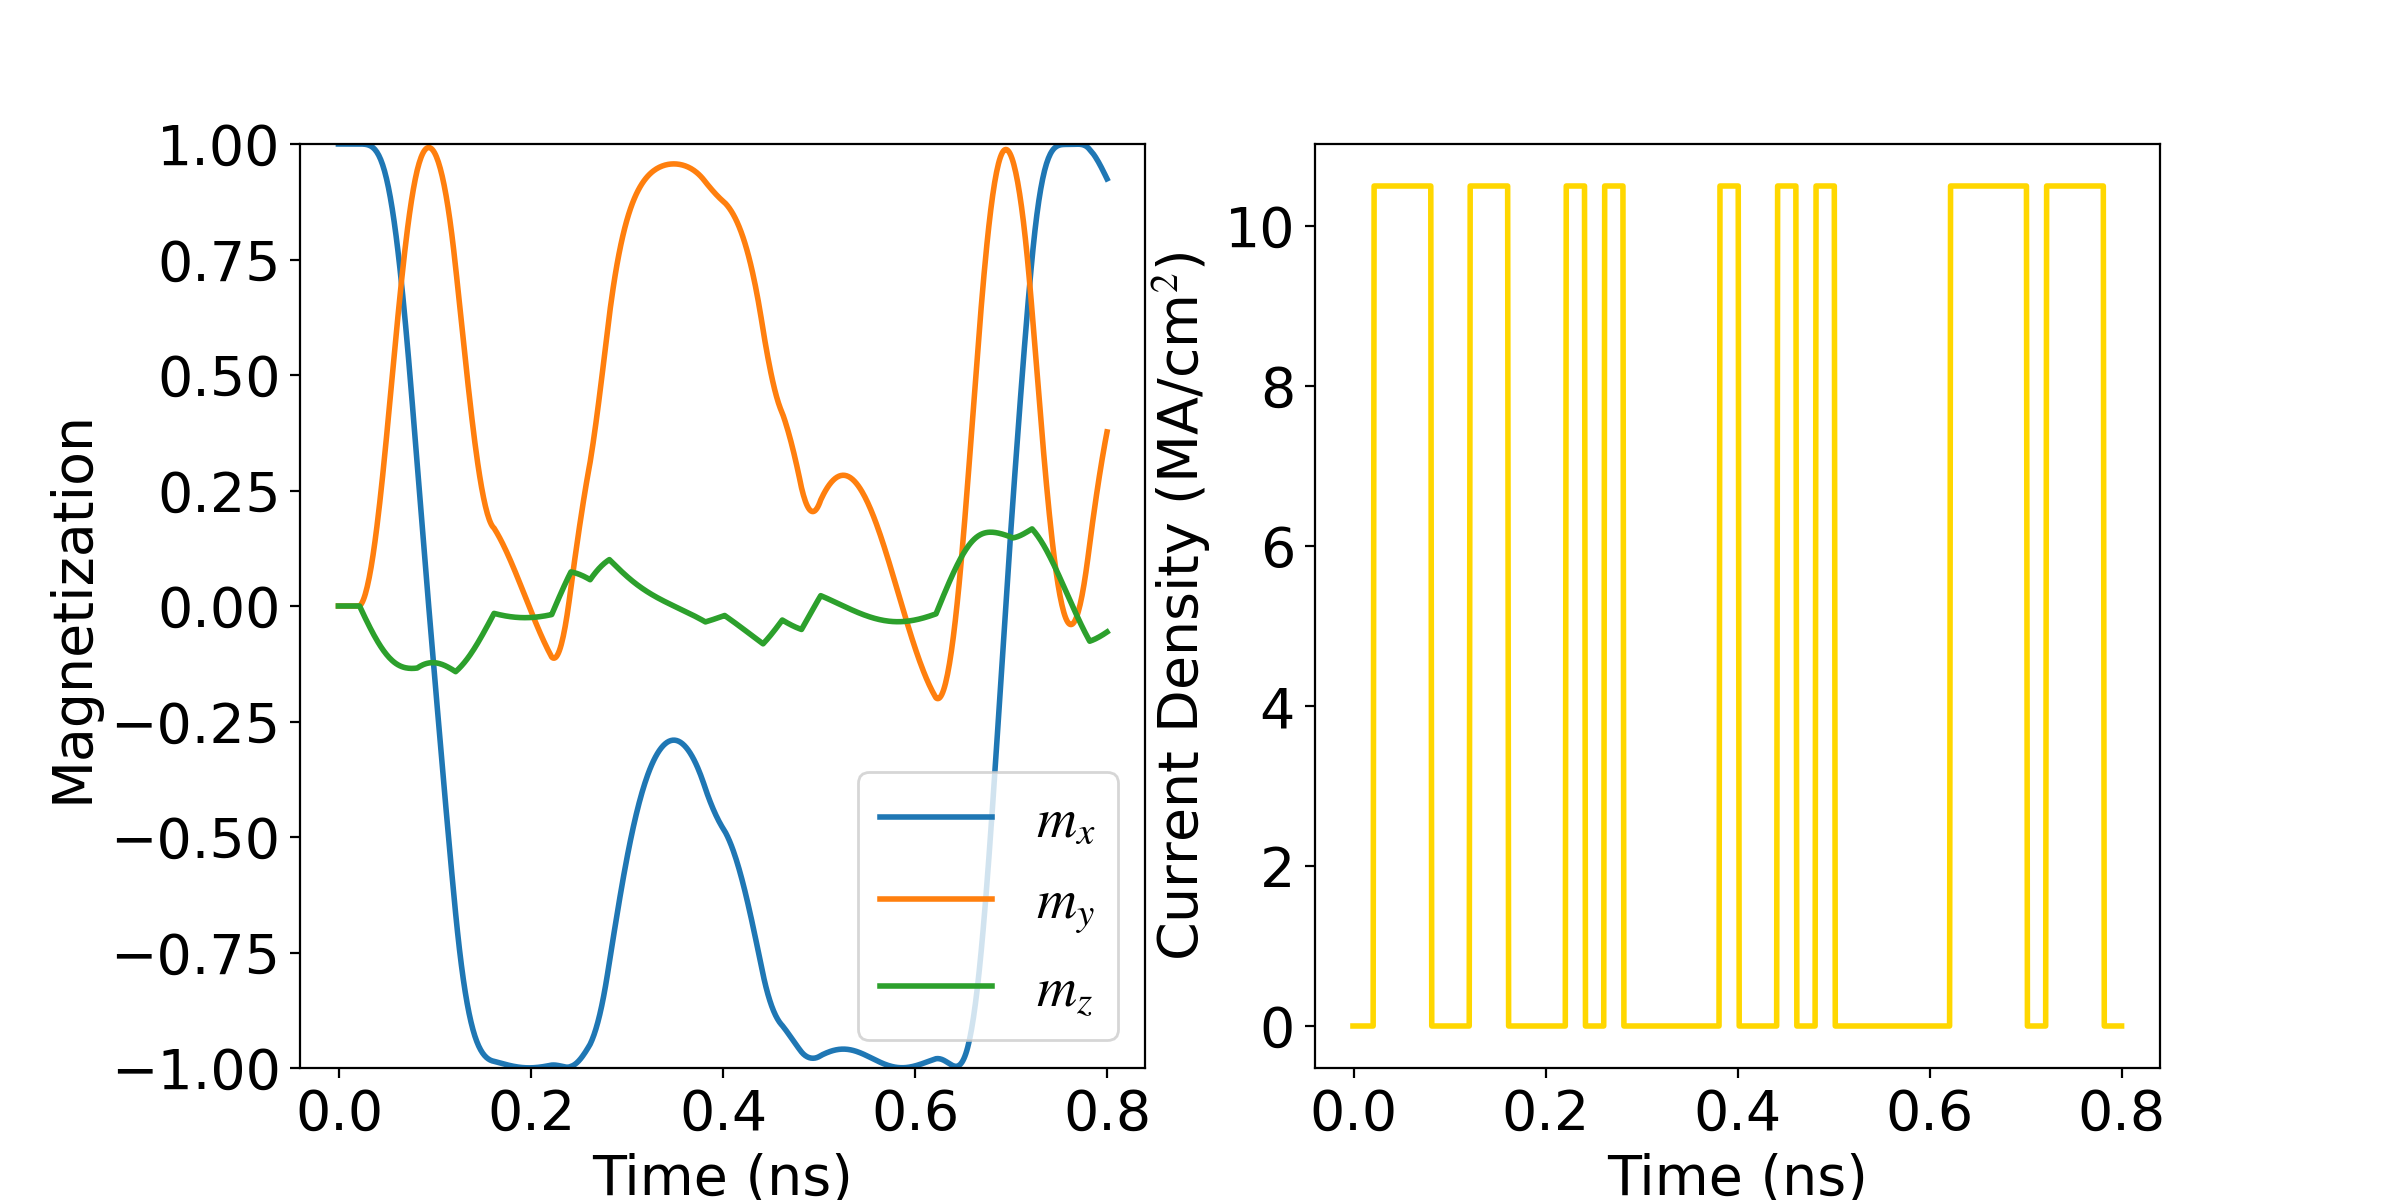 1.00
0.75
0.50
0.25
0.00
−0.25
−0.50
−0.75
−1.00
Magnetization
0.0 0.2 0.4 0.6 0.8
Time (ns)
m_x
m_y
m_z
10
8
6
4
2
0
Current Density (MA/cm²)
0.0 0.2 0.4 0.6 0.8
Time (ns)